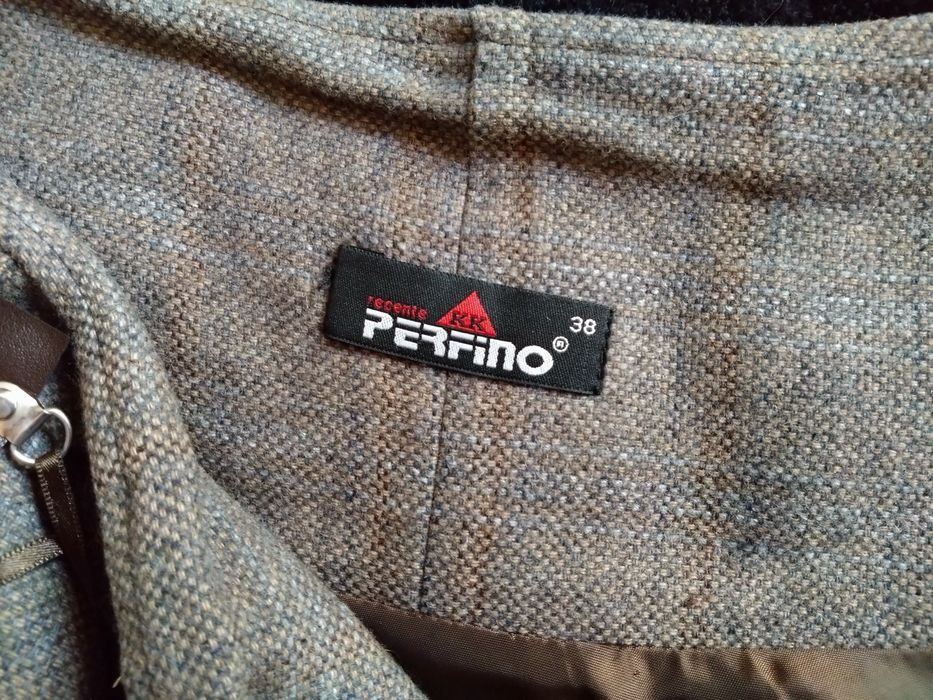 recente
KK
38
PERFINO ®